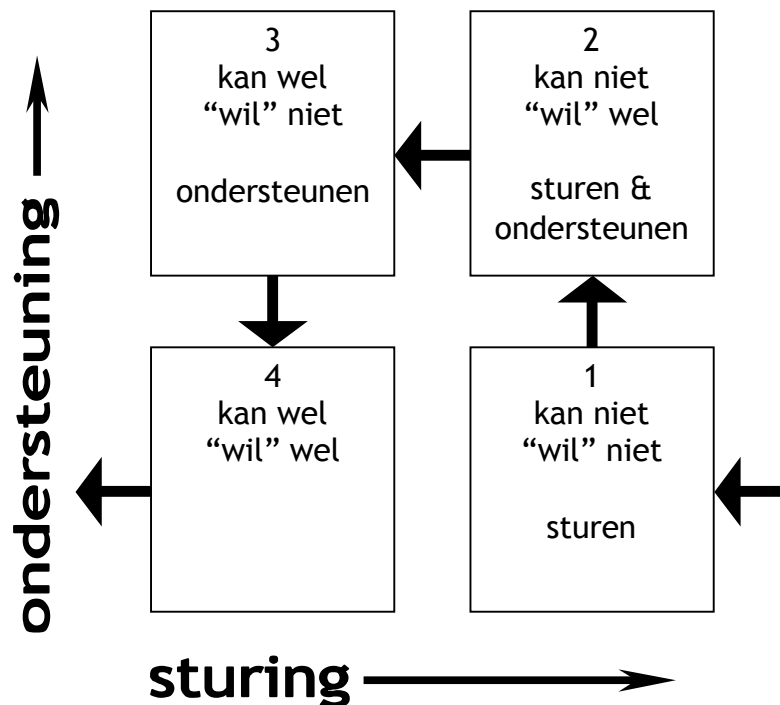 3
kan wel
“wil” niet
ondersteunen
2
kan niet
“wil” wel
sturen &
ondersteunen
4
kan wel
“wil” wel
1
kan niet
“wil” niet
sturen
ondersteuning
sturing